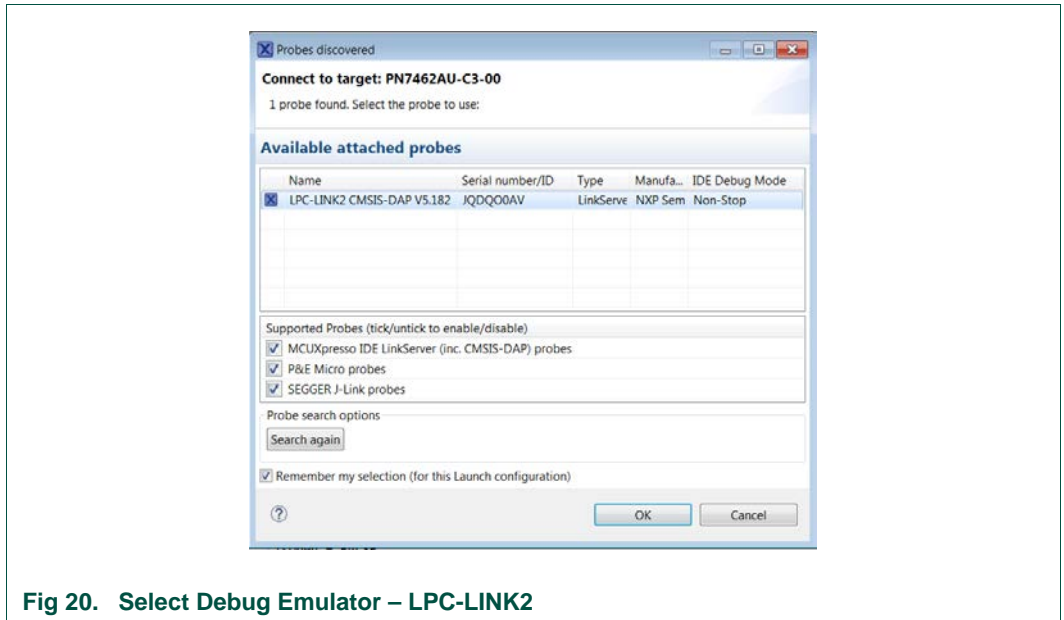 Probes discovered
Connect to target: PN7462AU-C3-00
1 probe found. Select the probe to use:
Available attached probes
Name Serial number/ID Type Manufa... IDE Debug Mode
LPC-LINK2 CMSIS-DAP V5.182 JQDQO0AV LinkServe NXP Sem Non-Stop
Supported Probes (tick/untick to enable/disable)
MCUXpresso IDE LinkServer (inc. CMSIS-DAP) probes
P&E Micro probes
SEGGER J-Link probes
Probe search options
Search again
Remember my selection (for this Launch configuration)
OK Cancel
Fig 20. Select Debug Emulator – LPC-LINK2